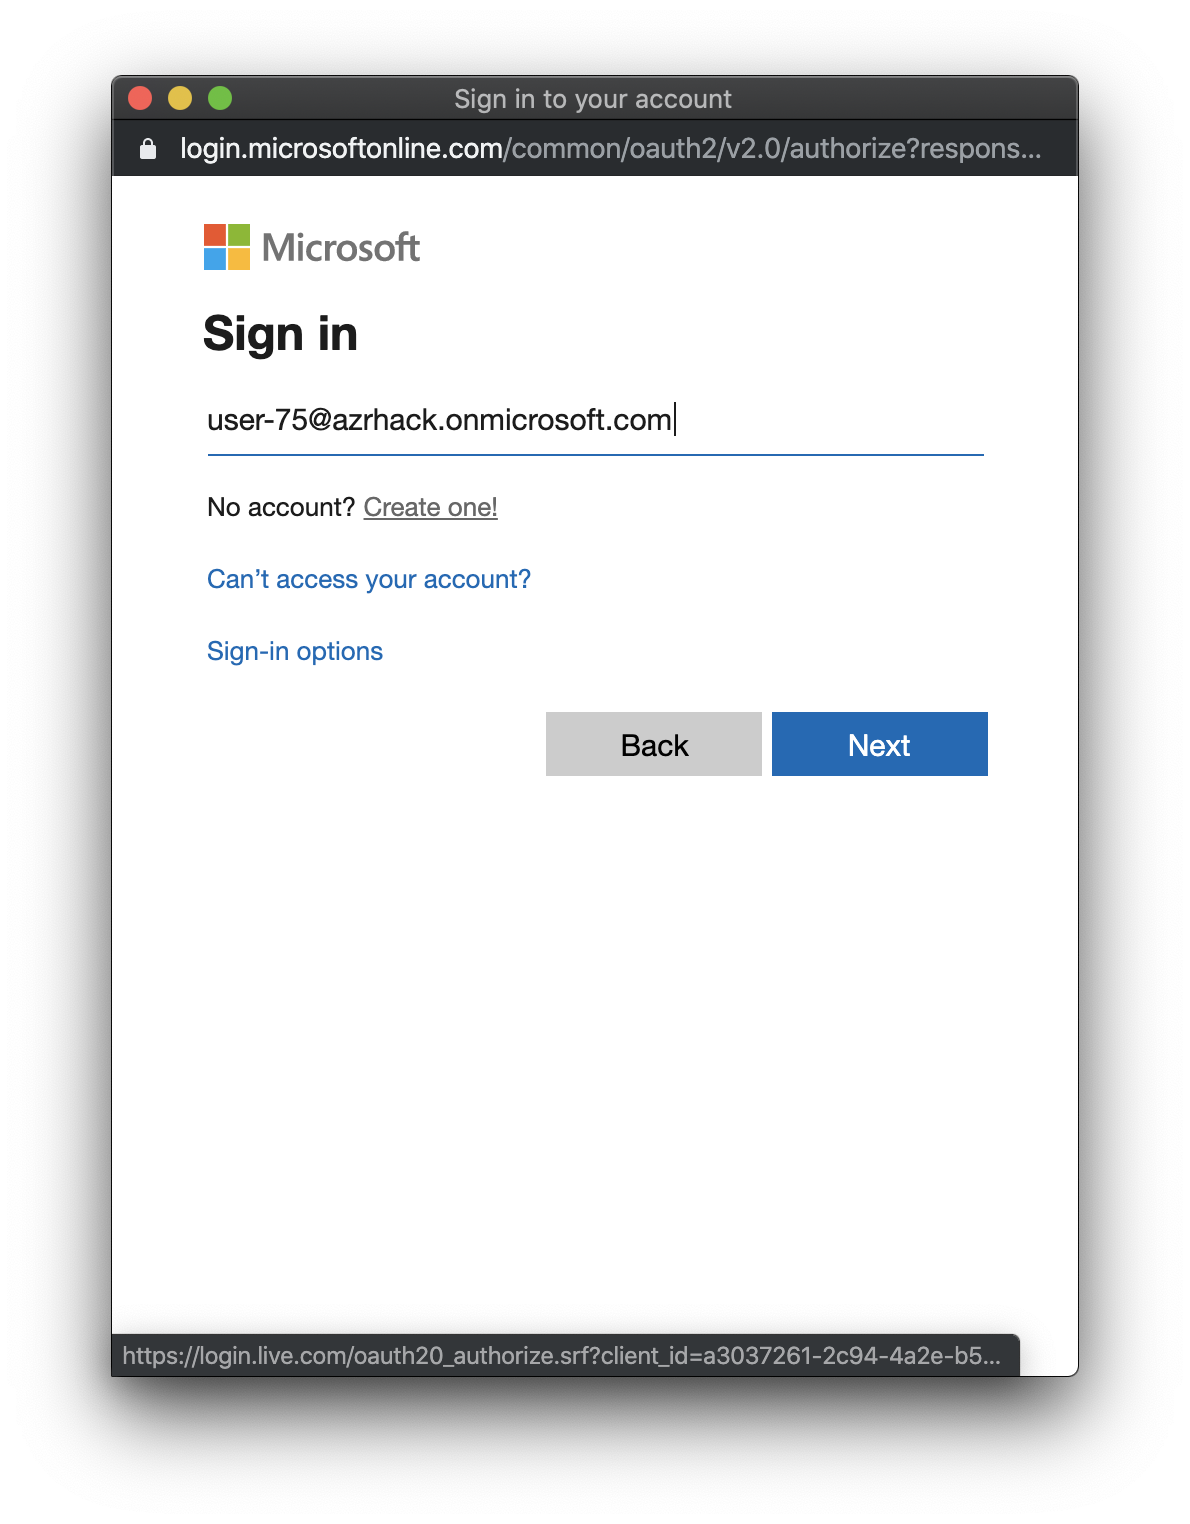 Sign in to your account
login.microsoftonline.com/common/oauth2/v2.0/authorize?respons...
Microsoft
Sign in
user-75@azrhack.onmicrosoft.com
No account? Create one!
Can’t access your account?
Sign-in options
Back Next
https://login.live.com/oauth20_authorize.srf?client_id=a3037261-2c94-4a2e-b5...